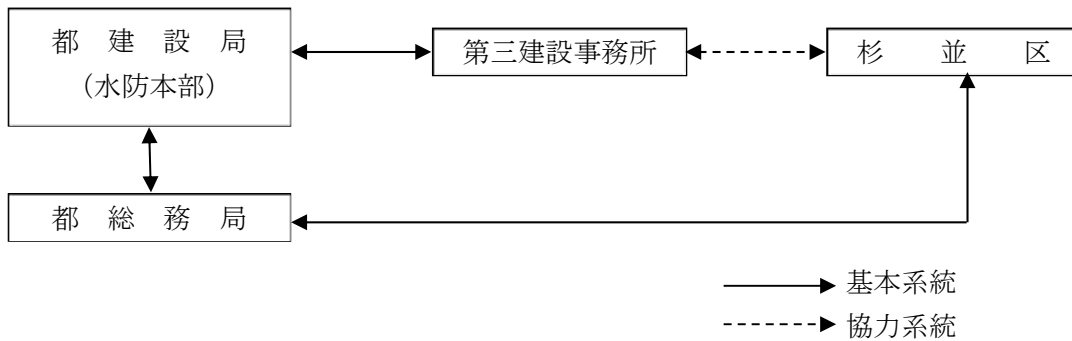 都建設局
（水防本部）
第三建設事務所
杉並区
都総務局
基本系統
協力系統